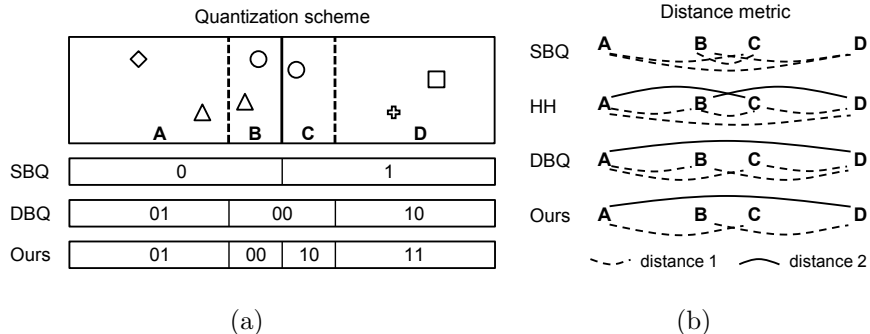 Quantization scheme
A B C D
SBQ 0 1
DBQ 01 00 10
Ours 01 00 10 11
(a)
Distance metric
SBQ A B C D
HH A B C D
DBQ A B C D
Ours A B C D
distance 1 distance 2
(b)